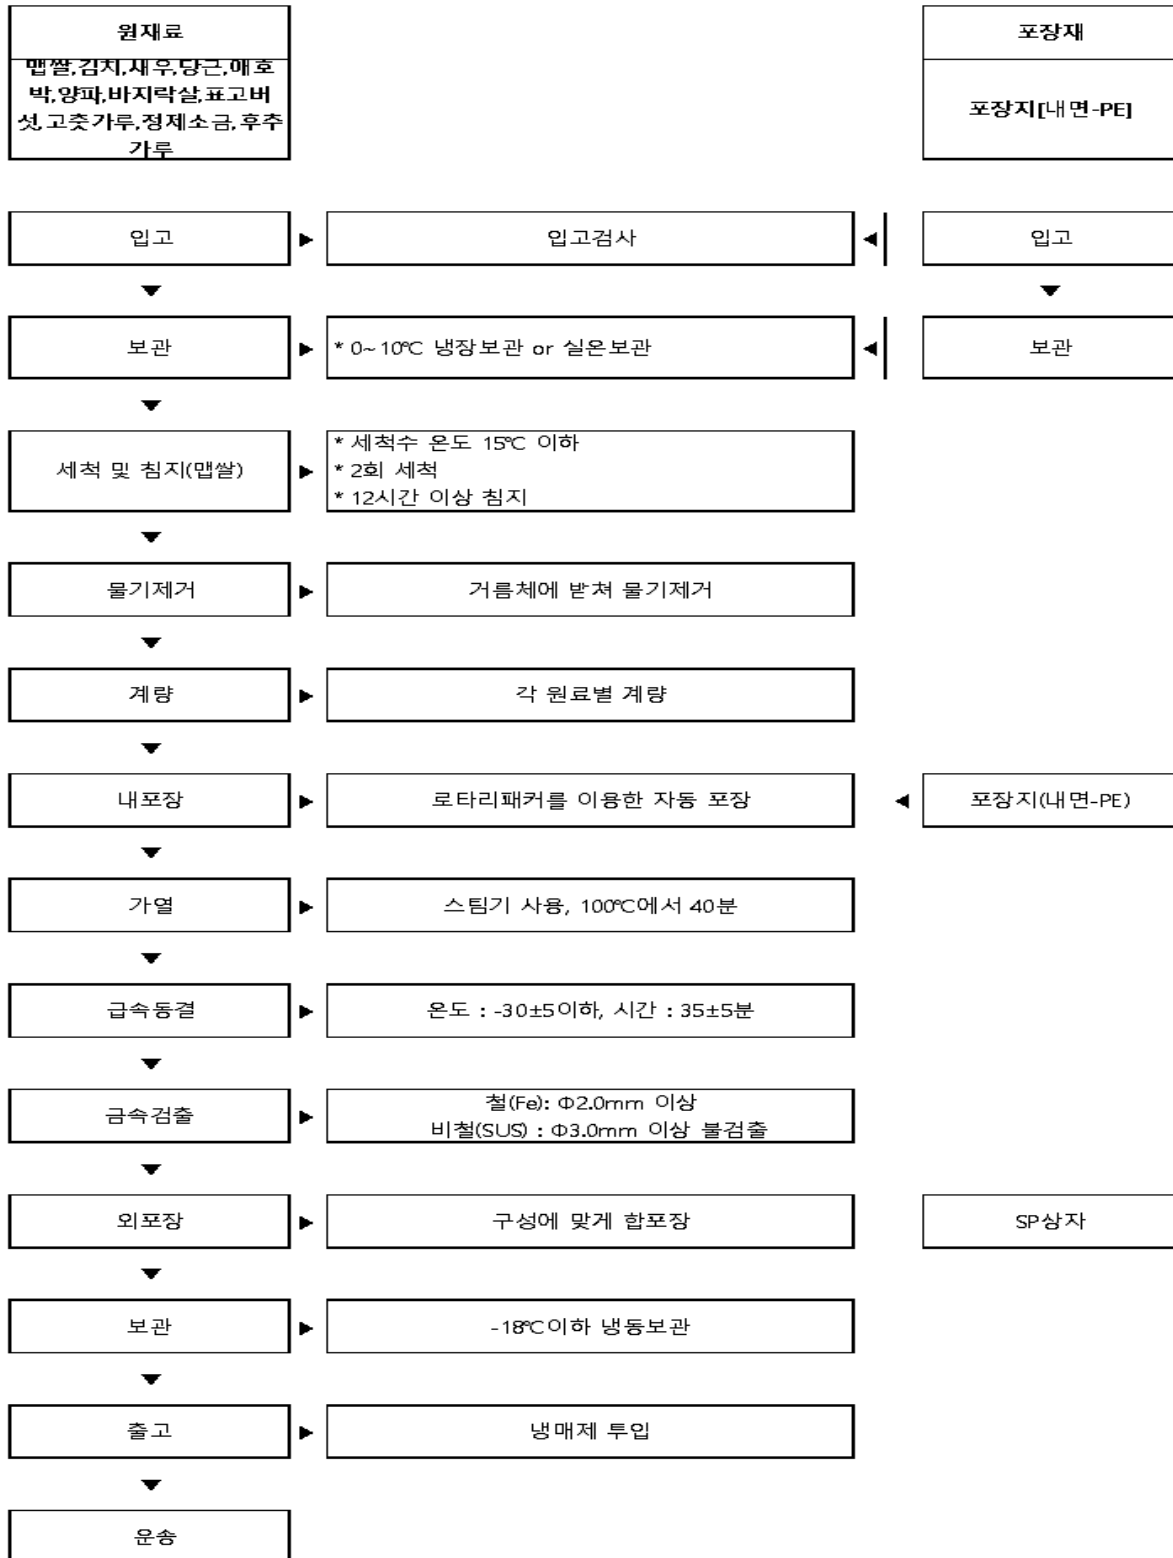 원재료
맵쌀,김치,새우,당근,애호
박,양파,바지락살,표고버
섯,고춧가루,정제소금,후추
가루
포장재
포장지[내면-PE]
입고
입고검사
입고
보관
* 0~10℃ 냉장보관 or 실온보관
보관
세척 및 침지(맵쌀)
* 세척수 온도 15℃ 이하
* 2회 세척
* 12시간 이상 침지
물기제거
거름체에 받쳐 물기제거
계량
각 원료별 계량
내포장
로타리패커를 이용한 자동 포장
포장지(내면-PE)
가열
스팀기 사용, 100℃에서 40분
급속동결
온도 : -30±5이하, 시간 : 35±5분
금속검출
철(Fe): Φ2.0mm 이상
비철(SUS) : Φ3.0mm 이상 불검출
외포장
구성에 맞게 합포장
SP상자
보관
-18℃이하 냉동보관
출고
냉매제 투입
운송